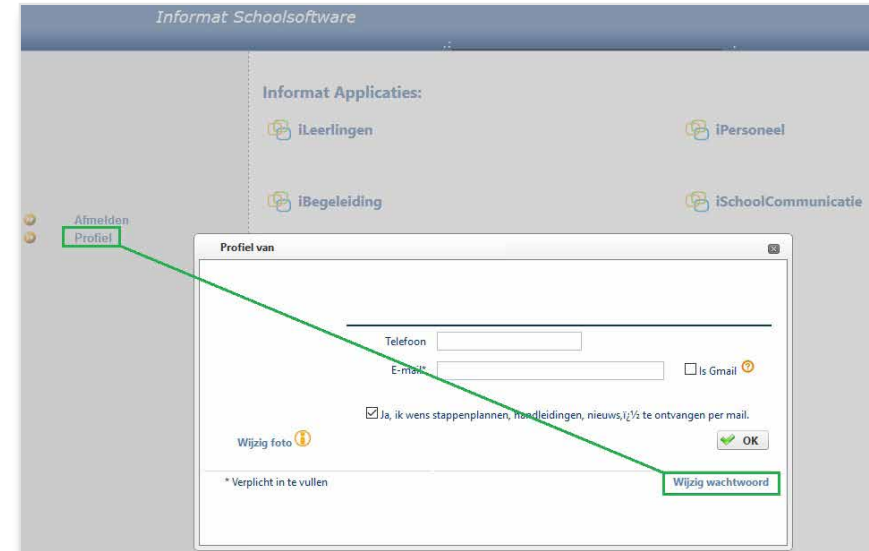 Informat Schoolsoftware
Informat Applicaties:
iLeerlingen
iPersoneel
iBegeleiding
iSchoolCommunicatie
Afmelden
Profiel
Profiel van
Telefoon
E-mail*
Is Gmail
Ja, ik wens stappenplannen, handleidingen, nieuws,ï¿½ te ontvangen per mail.
Wijzig foto
OK
* Verplicht in te vullen
Wijzig wachtwoord